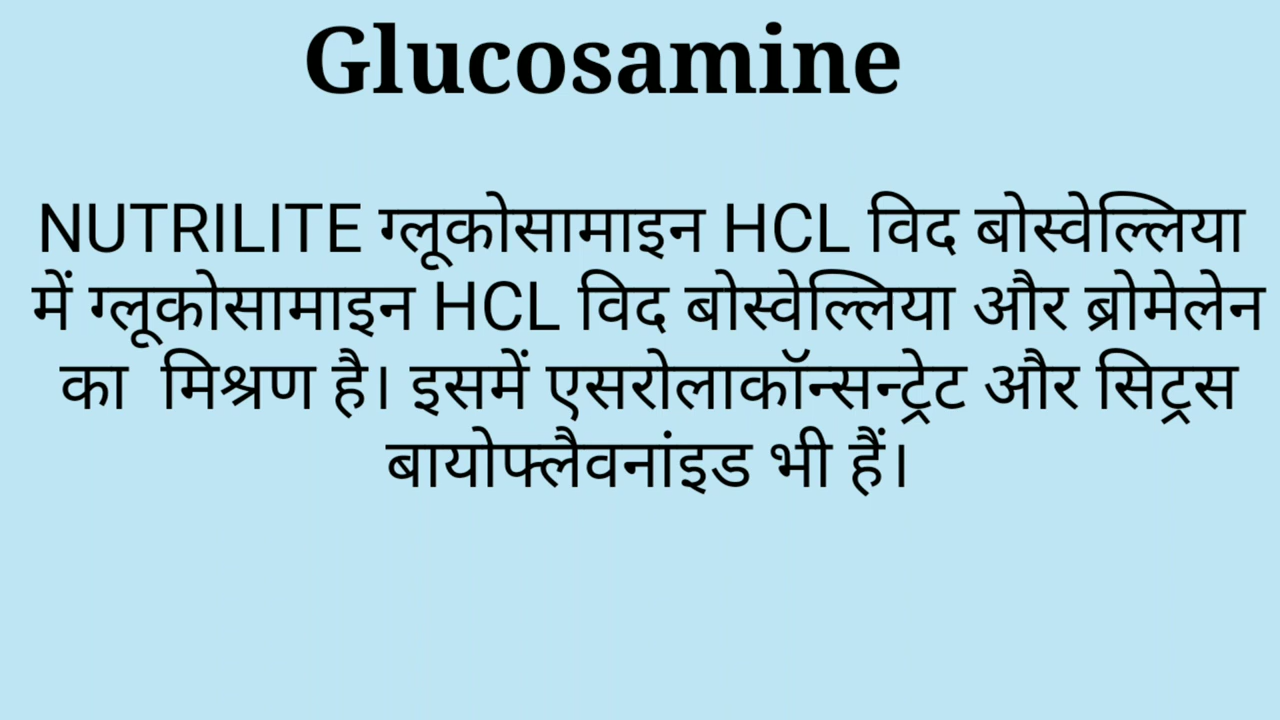 Glucosamine
NUTRILITE ग्लूकोसामाइन HCL विद बोस्वेल्लिया
में ग्लूकोसामाइन HCL विद बोस्वेल्लिया और ब्रोमेलेन
का मिश्रण है। इसमें एसरोलाकॉन्सन्ट्रेट और सिट्रस
बायोफ्लैवनांइड भी हैं।